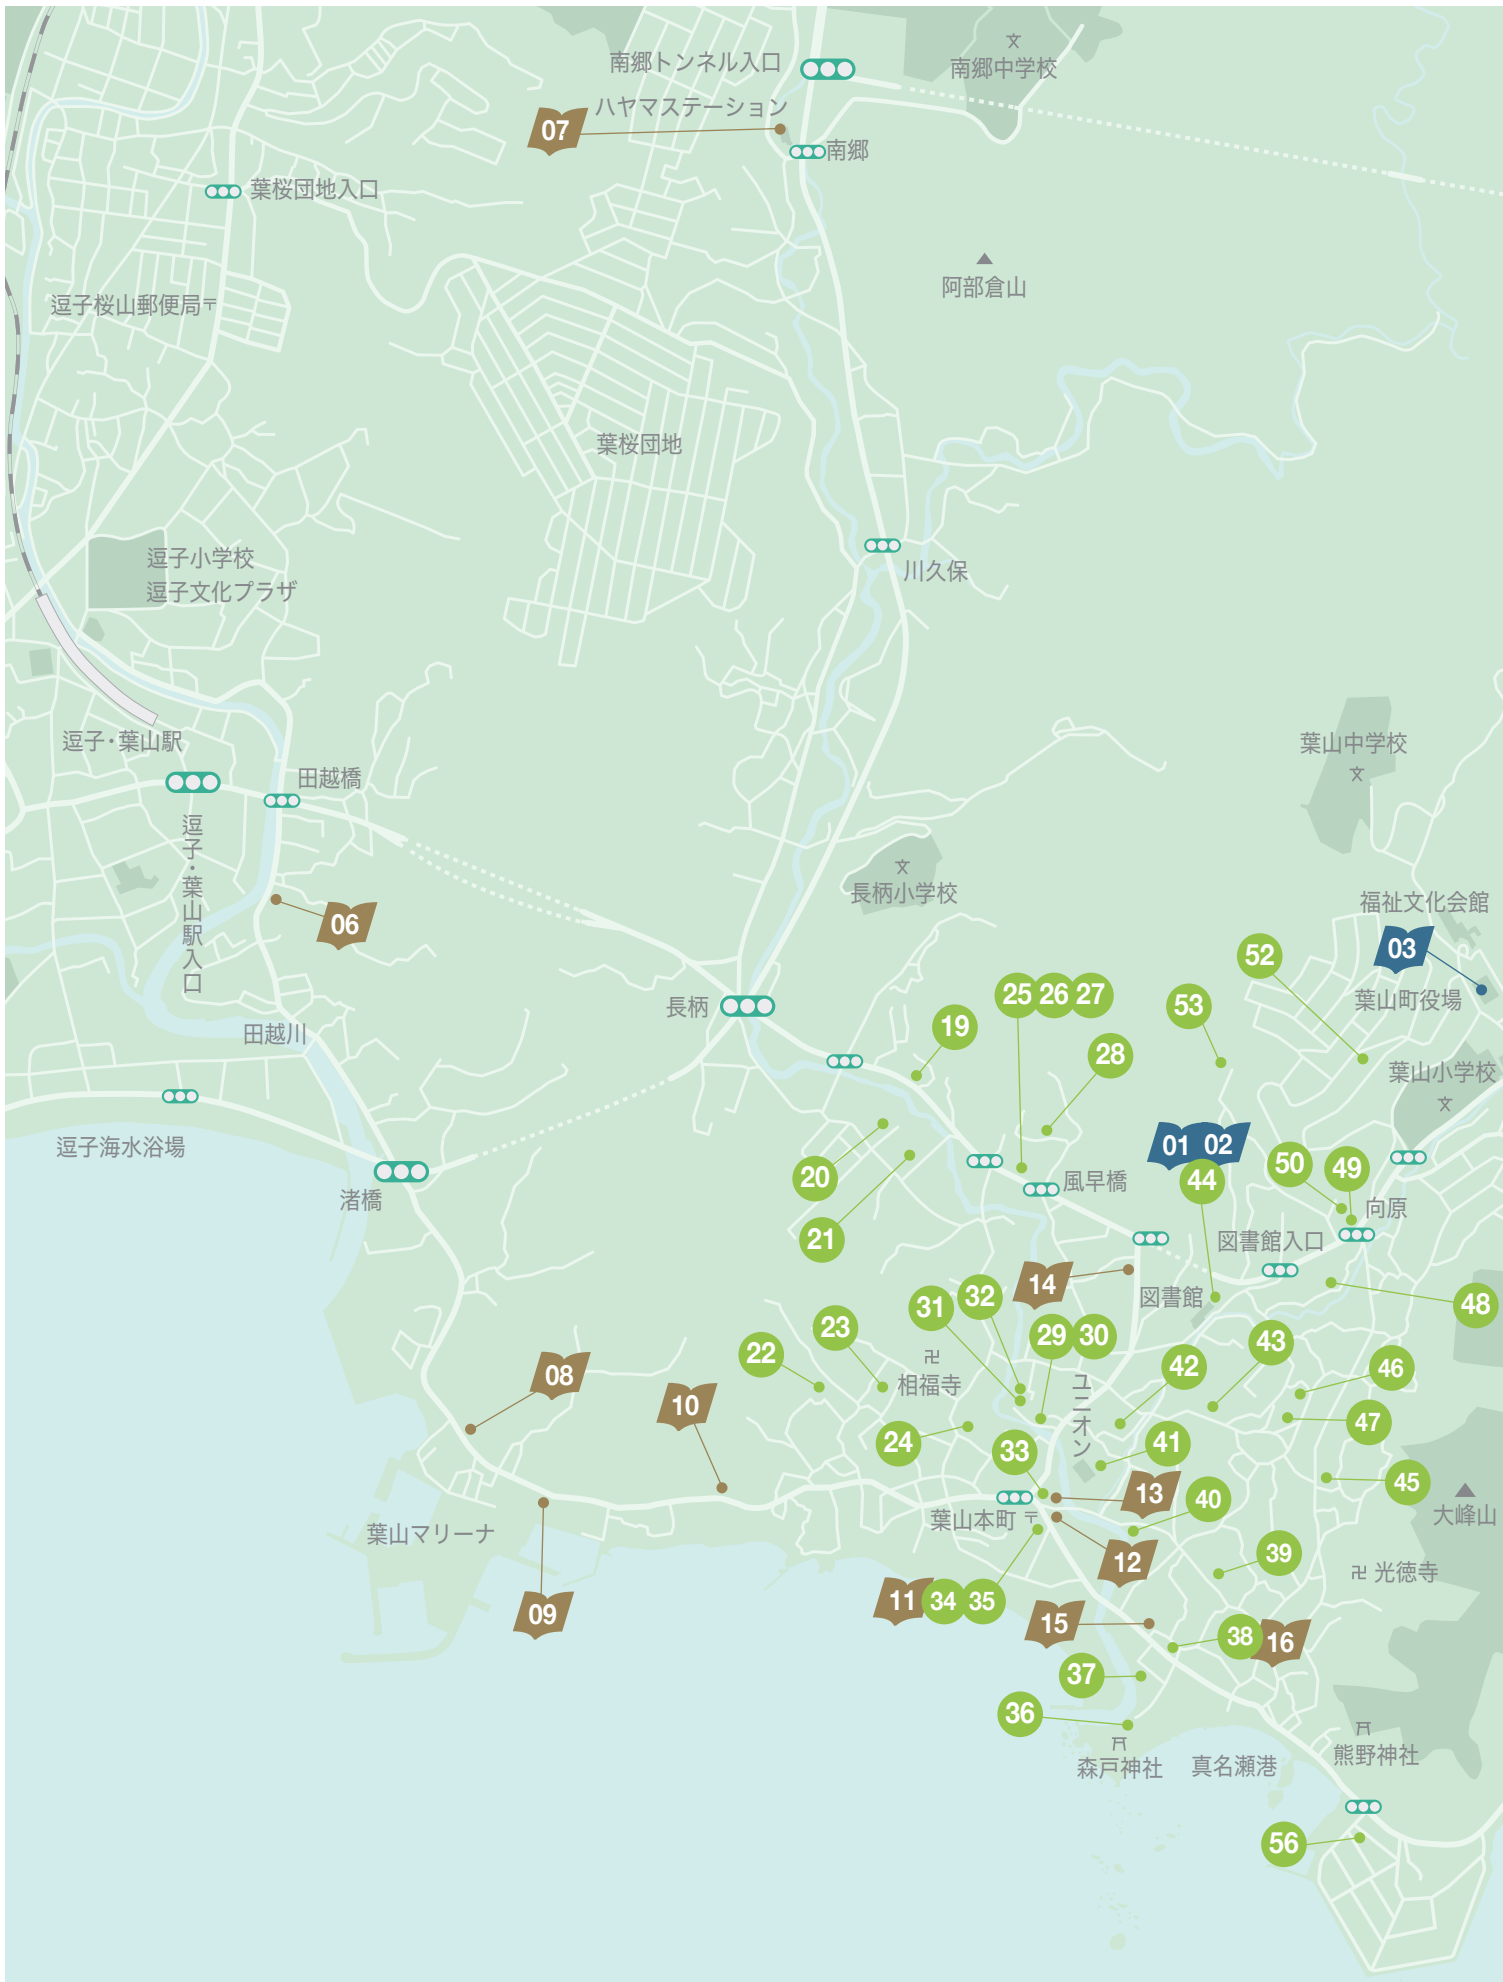 南郷トンネル入口
文
南郷中学校
ハヤマステーション
07
南郷
葉桜団地入口
阿部倉山
逗子桜山郵便局〒
葉桜団地
逗子小学校
逗子文化プラザ
川久保
逗子・葉山駅
田越橋
葉山中学校
文
逗子・葉山駅入口
文
長柄小学校
06
福祉文化会館
03
葉山町役場
52
25 26 27
53
長柄
19
28
田越川
葉山小学校
文
逗子海水浴場
01 02
20
44
50
49
風早橋
渚橋
向原
21
図書館入口
14
図書館
32
31
48
23
29 30
43
22
卍
相福寺
42
46
08
10
ユニオン
47
24
33
41
45
13
40
葉山マリーナ
葉山本町〒
大峰山
12
39
卍光徳寺
09
11 34 35
15
38 16
37
36
森戸神社
真名瀬港
熊野神社
56